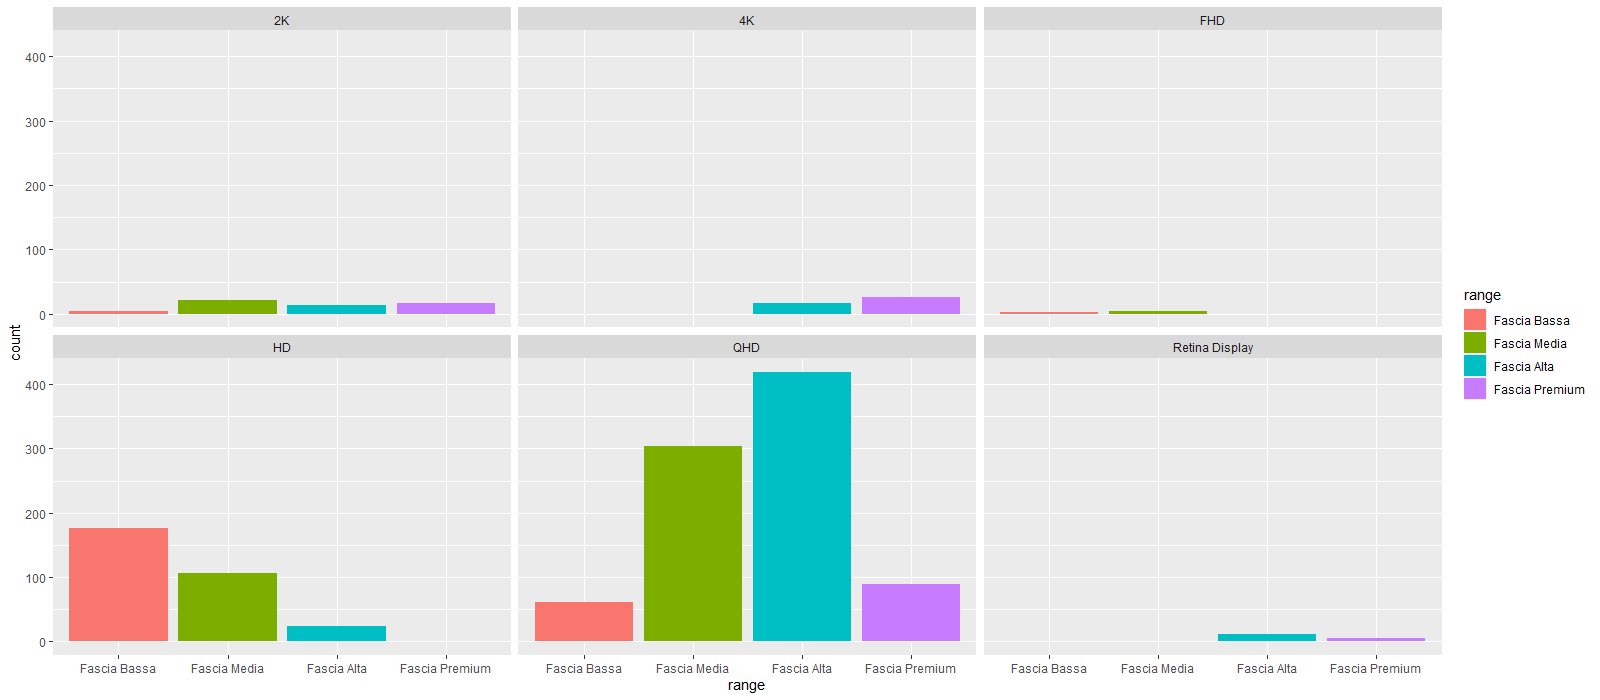 2K
4K
FHD
400
300
200
100
0
HD
QHD
Retina Display
400
300
200
100
0
Fascia Bassa
Fascia Media
Fascia Alta
Fascia Premium
Fascia Bassa
Fascia Media
Fascia Alta
Fascia Premium
Fascia Bassa
Fascia Media
Fascia Alta
Fascia Premium
range
count
range
Fascia Bassa
Fascia Media
Fascia Alta
Fascia Premium